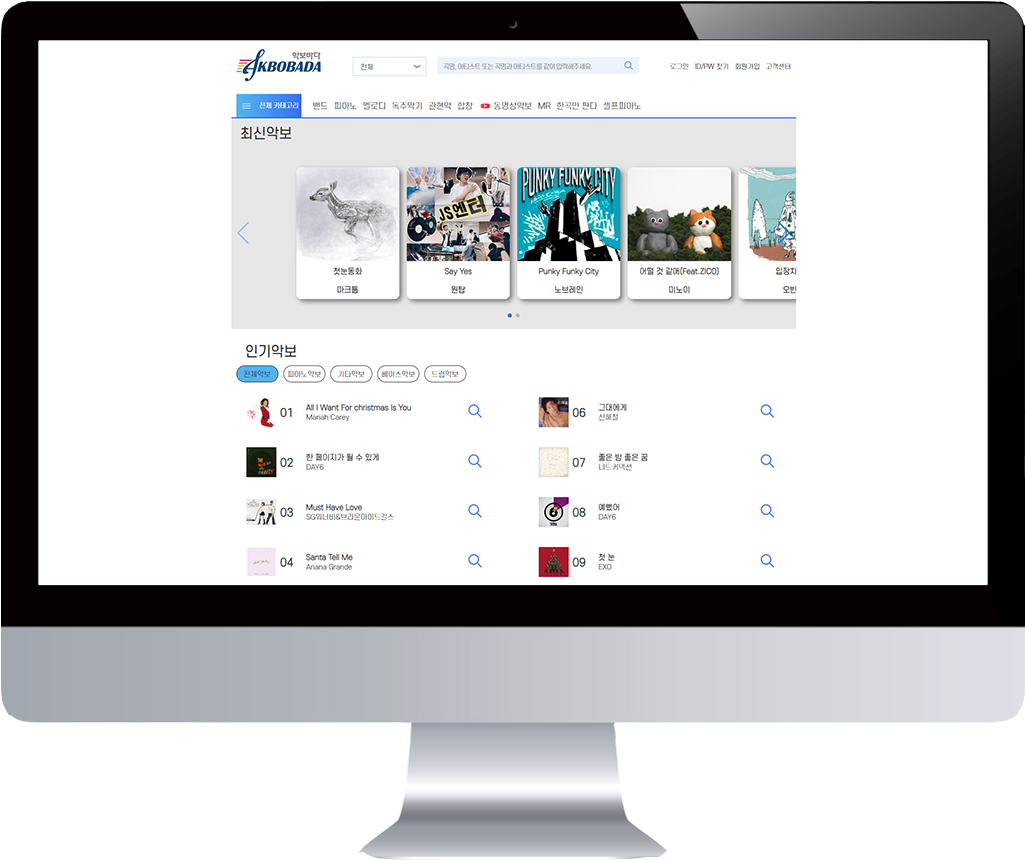 악보바다
AKBOBADA
전체
곡명, 아티스트 또는 곡명과 아티스트를 같이 입력해주세요.
로그인 ID/PW 찾기 회원가입 고객센터
전체 카테고리 밴드 피아노 멜로디 독주악기 관현악 합창 동영상악보 MR 한곡만 판다 셀프피아노
최신악보
JS엔터
PUNKY FUNKY CITY
첫눈동화
마크툽
Say Yes
원탑
Punky Funky City
노브레인
어떨 것 같애(Feat.ZICO)
미노이
입장차
오반
인기악보
전체악보 피아노악보 기타악보 베이스악보 드럼악보
01 All I Want For christmas Is You
Mariah Carey
02 한 페이지가 될 수 있게
DAY6
03 Must Have Love
SG워너비&브라운아이드걸스
04 Santa Tell Me
Ariana Grande
06 그대에게
신해철
07 좋은 밤 좋은 꿈
너드커넥션
6
08 예뻤어
DAY6
09 첫 눈
EXO